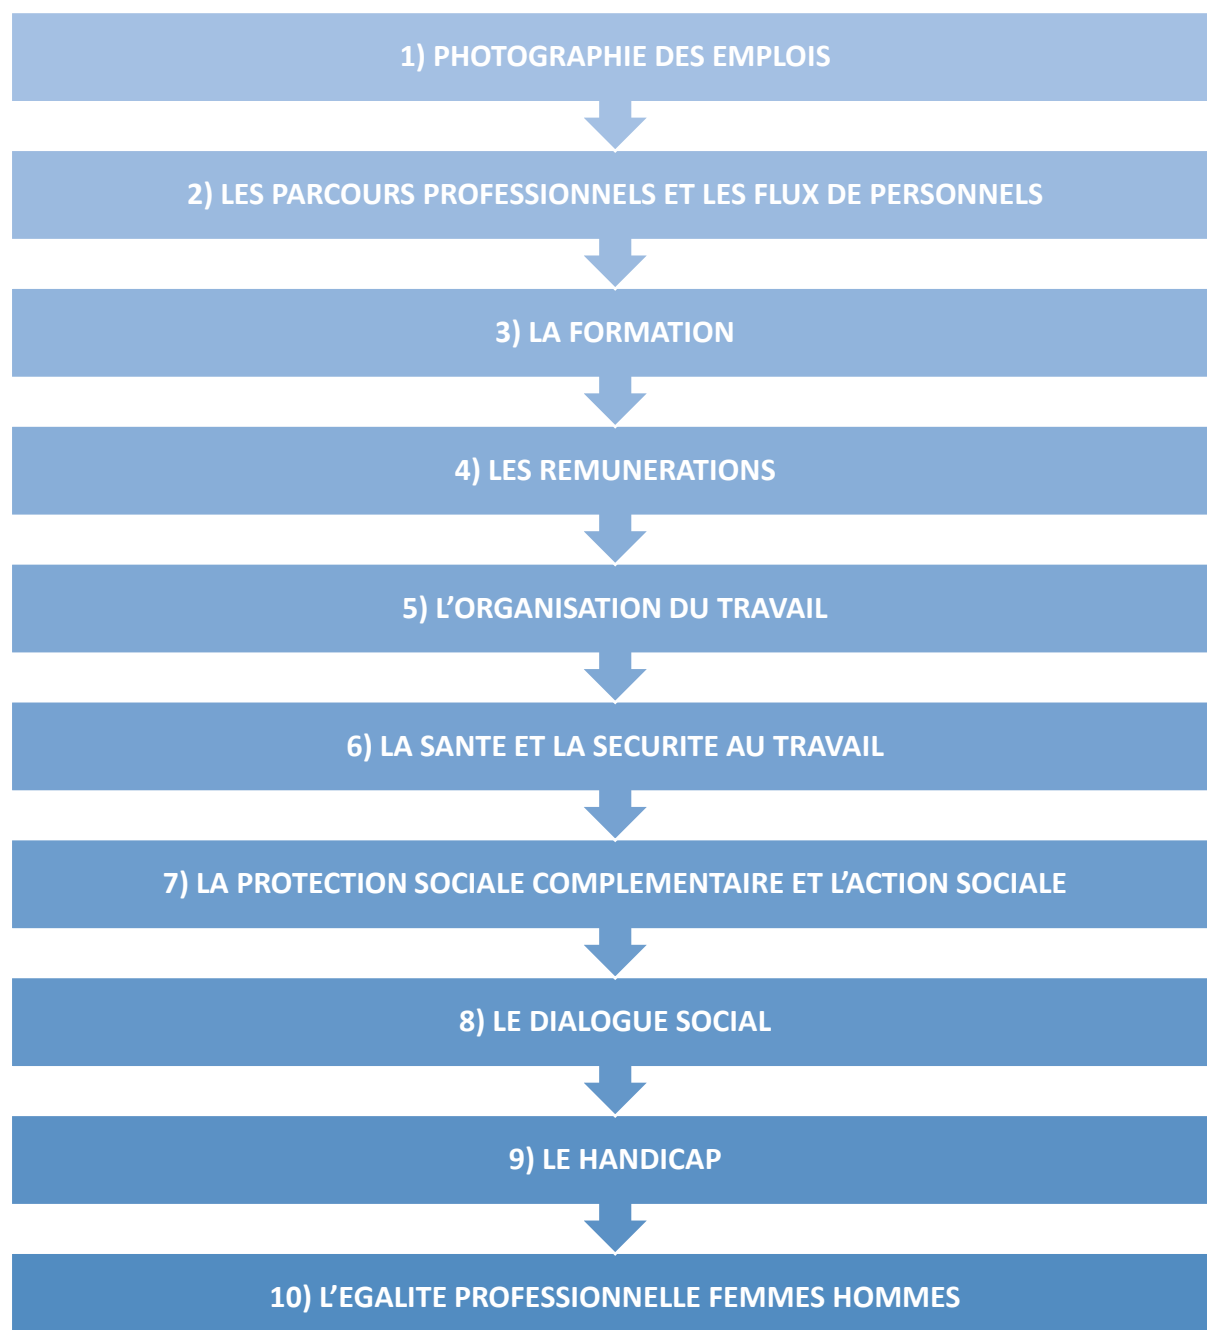 1) PHOTOGRAPHIE DES EMPLOIS
2) LES PARCOURS PROFESSIONNELS ET LES FLUX DE PERSONNELS
3) LA FORMATION
4) LES REMUNERATIONS
5) L’ORGANISATION DU TRAVAIL
6) LA SANTE ET LA SECURITE AU TRAVAIL
7) LA PROTECTION SOCIALE COMPLEMENTAIRE ET L’ACTION SOCIALE
8) LE DIALOGUE SOCIAL
9) LE HANDICAP
10) L’EGALITE PROFESSIONNELLE FEMMES HOMMES